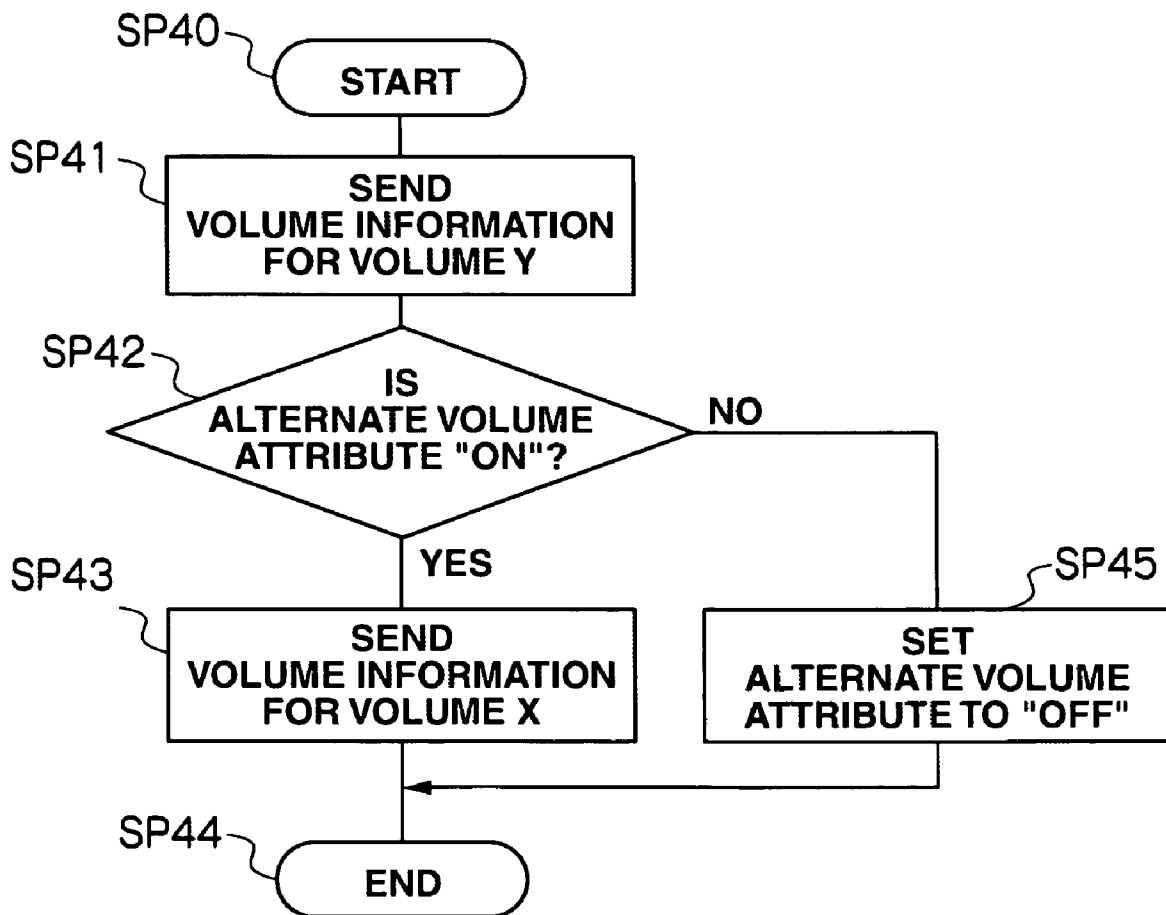 SP40
START
SP41
SEND
VOLUME INFORMATION
FOR VOLUME Y
SP42
IS
ALTERNATE VOLUME
ATTRIBUTE "ON"?
NO
YES
SP43
SEND
VOLUME INFORMATION
FOR VOLUME X
SP45
SET
ALTERNATE VOLUME
ATTRIBUTE TO "OFF"
SP44
END